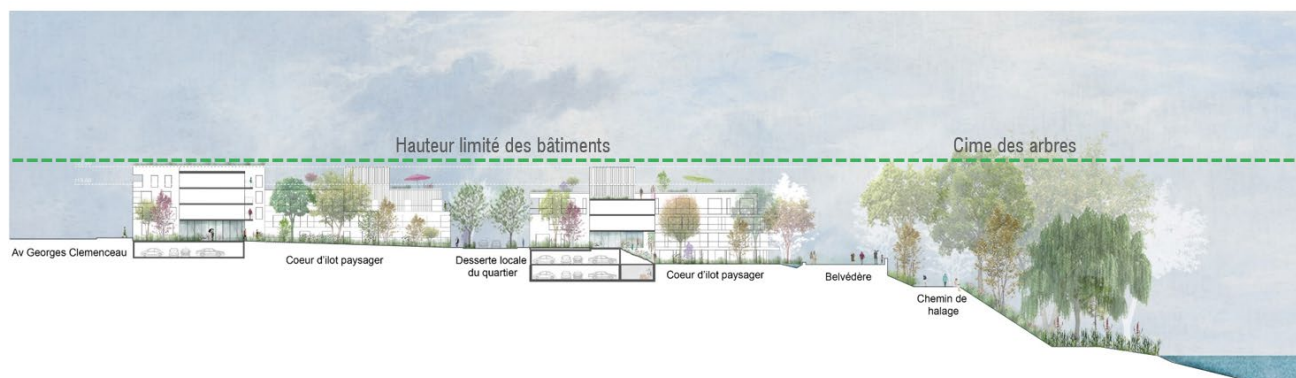 Hauteur limité des bâtiments
Cime des arbres
Av Georges Clemenceau
Coeur d'ilot paysager
Desserte locale
du quartier
Coeur d'ilot paysager
Belvédère
Chemin de
halage